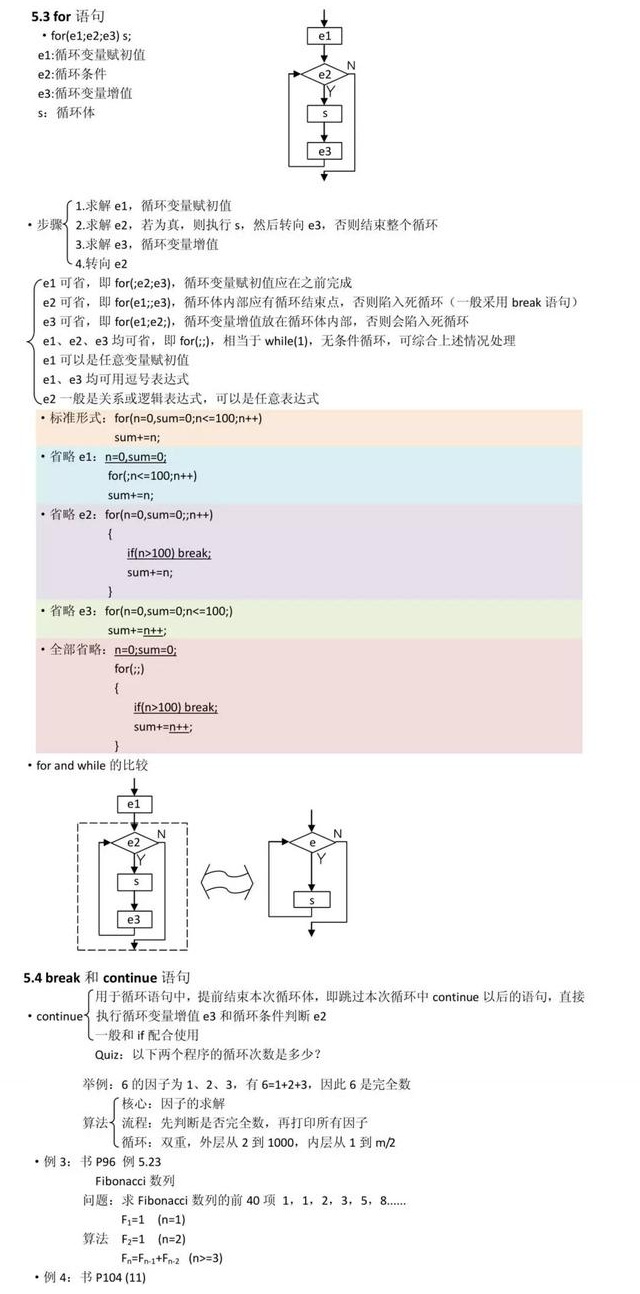 5.3 for 语句
• for(e1;e2;e3) s;
e1:循环变量赋初值
e2:循环条件
e3:循环变量增值
s：循环体
e1
e2
N
Y
s
e3
• 步骤
1.求解 e1，循环变量赋初值
2.求解 e2，若为真，则执行 s，然后转向 e3，否则结束整个循环
3.求解 e3，循环变量增值
4.转向 e2
e1 可省，即 for(;e2;e3)，循环变量赋初值应在之前完成
e2 可省，即 for(e1;;e3)，循环体内部应有循环结束点，否则陷入死循环（一般采用 break 语句）
e3 可省，即 for(e1;e2;)，循环变量增值放在循环体内部，否则会陷入死循环
e1、e2、e3 均可省，即 for(;;)，相当于 while(1)，无条件循环，可综合上述情况处理
e1 可以是任意变量赋初值
e1、e3 均可用逗号表达式
e2 一般是关系或逻辑表达式，可以是任意表达式
• 标准形式：for(n=0,sum=0;n<=100;n++)
sum+=n;
• 省略 e1：n=0,sum=0;
for(;n<=100;n++)
sum+=n;
• 省略 e2：for(n=0,sum=0;;n++)
{
if(n>100) break;
sum+=n;
}
• 省略 e3：for(n=0,sum=0;n<=100;)
sum+=n++;
• 全部省略：n=0;sum=0;
for(;;)
{
if(n>100) break;
sum+=n++;
}
• for and while 的比较
e1
e2
N
Y
s
e3
e
N
Y
s
5.4 break 和 continue 语句
• continue
用于循环语句中，提前结束本次循环体，即跳过本次循环中 continue 以后的语句，直接
执行循环变量增值 e3 和循环条件判断 e2
一般和 if 配合使用
Quiz：以下两个程序的循环次数是多少？
举例：6 的因子为 1、2、3，有 6=1+2+3，因此 6 是完全数
算法
核心：因子的求解
流程：先判断是否完全数，再打印所有因子
循环：双重，外层从 2 到 1000，内层从 1 到 m/2
• 例 3：书 P96 例 5.23
Fibonacci 数列
问题：求 Fibonacci 数列的前 40 项 1，1，2，3，5，8......
F₁=1 (n=1)
算法 F₂=1 (n=2)
Fₙ=Fₙ₋₁+Fₙ₋₂ (n>=3)
• 例 4：书 P104 (11)